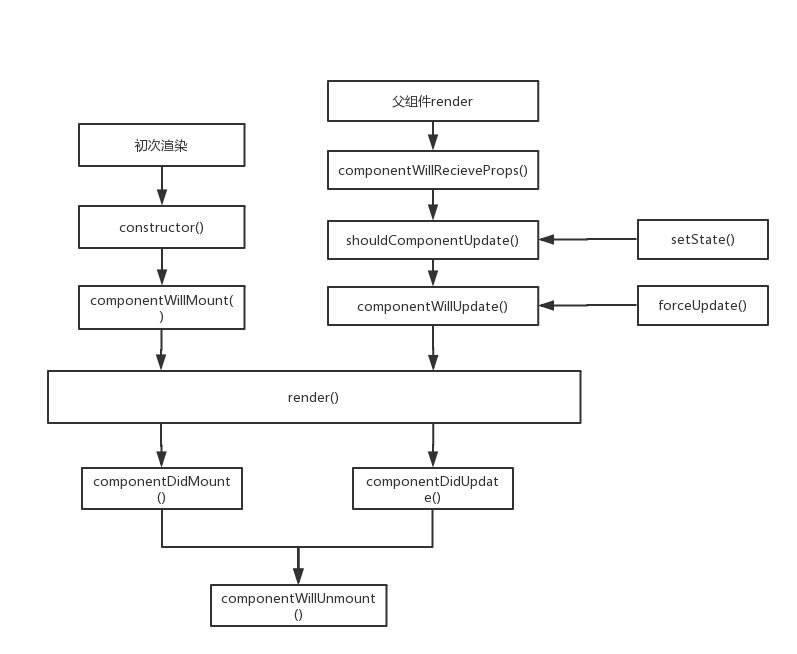 父组件render
初次渲染
componentWillRecieveProps()
constructor()
shouldComponentUpdate()
setState()
componentWillMount(
)
componentWillUpdate()
forceUpdate()
render()
componentDidMount
()
componentDidUpdat
e()
componentWillUnmount
()